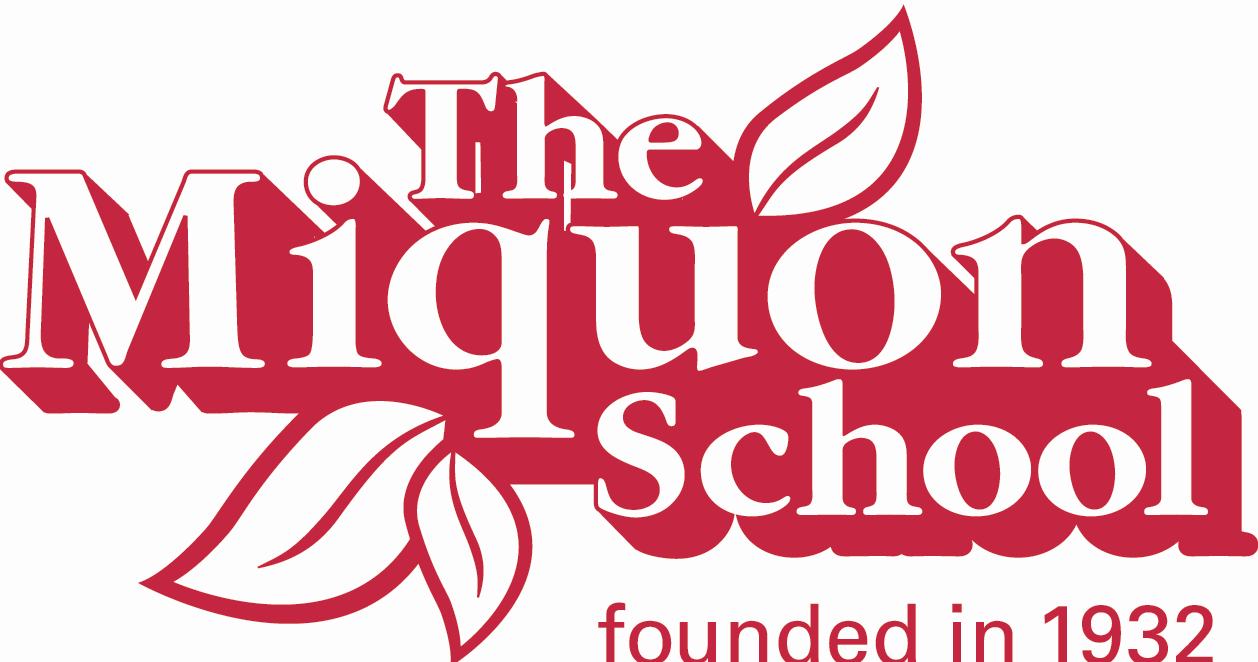 The
Miquon
School
founded in 1932